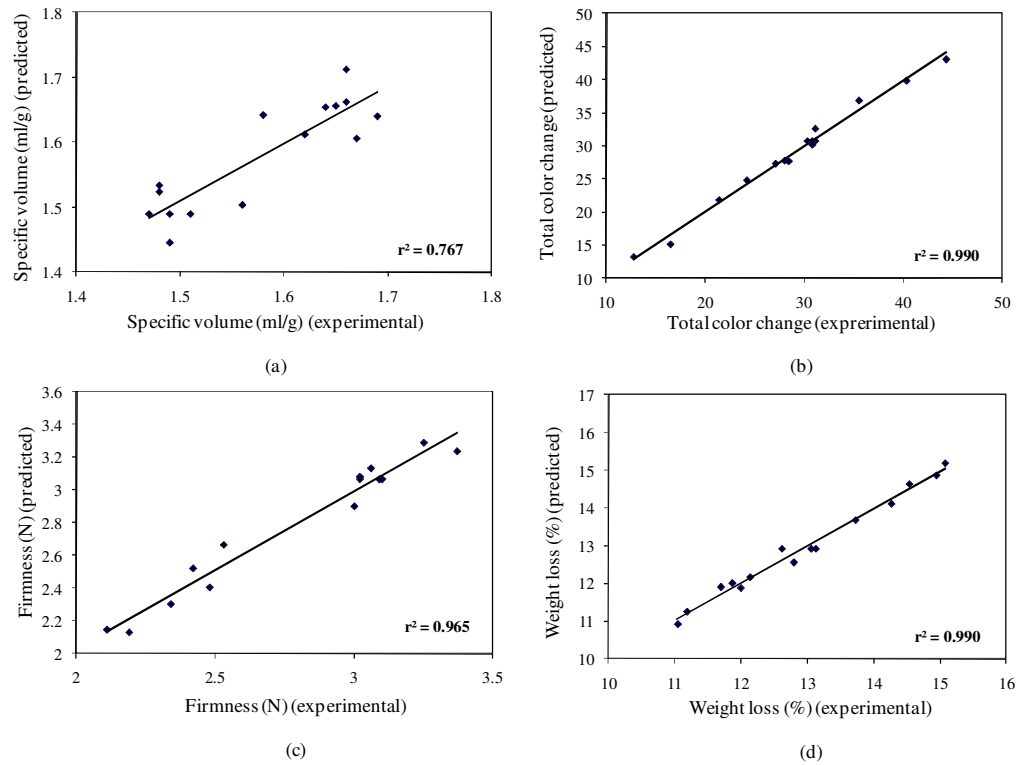 1.8
1.7
1.6
1.5
1.4
Specific volume (ml/g) (predicted)
r² = 0.767
1.4 1.5 1.6 1.7 1.8
Specific volume (ml/g) (experimental)
(a)
50
45
40
35
30
25
20
15
10
Total color change (predicted)
r² = 0.990
10 20 30 40 50
Total color change (exprerimental)
(b)
3.6
3.4
3.2
3
2.8
2.6
2.4
2.2
2
Firmness (N) (predicted)
r² = 0.965
2 2.5 3 3.5
Firmness (N) (experimental)
(c)
17
16
15
14
13
12
11
10
Weight loss (%) (predicted)
r² = 0.990
10 11 12 13 14 15 16
Weight loss (%) (experimental)
(d)